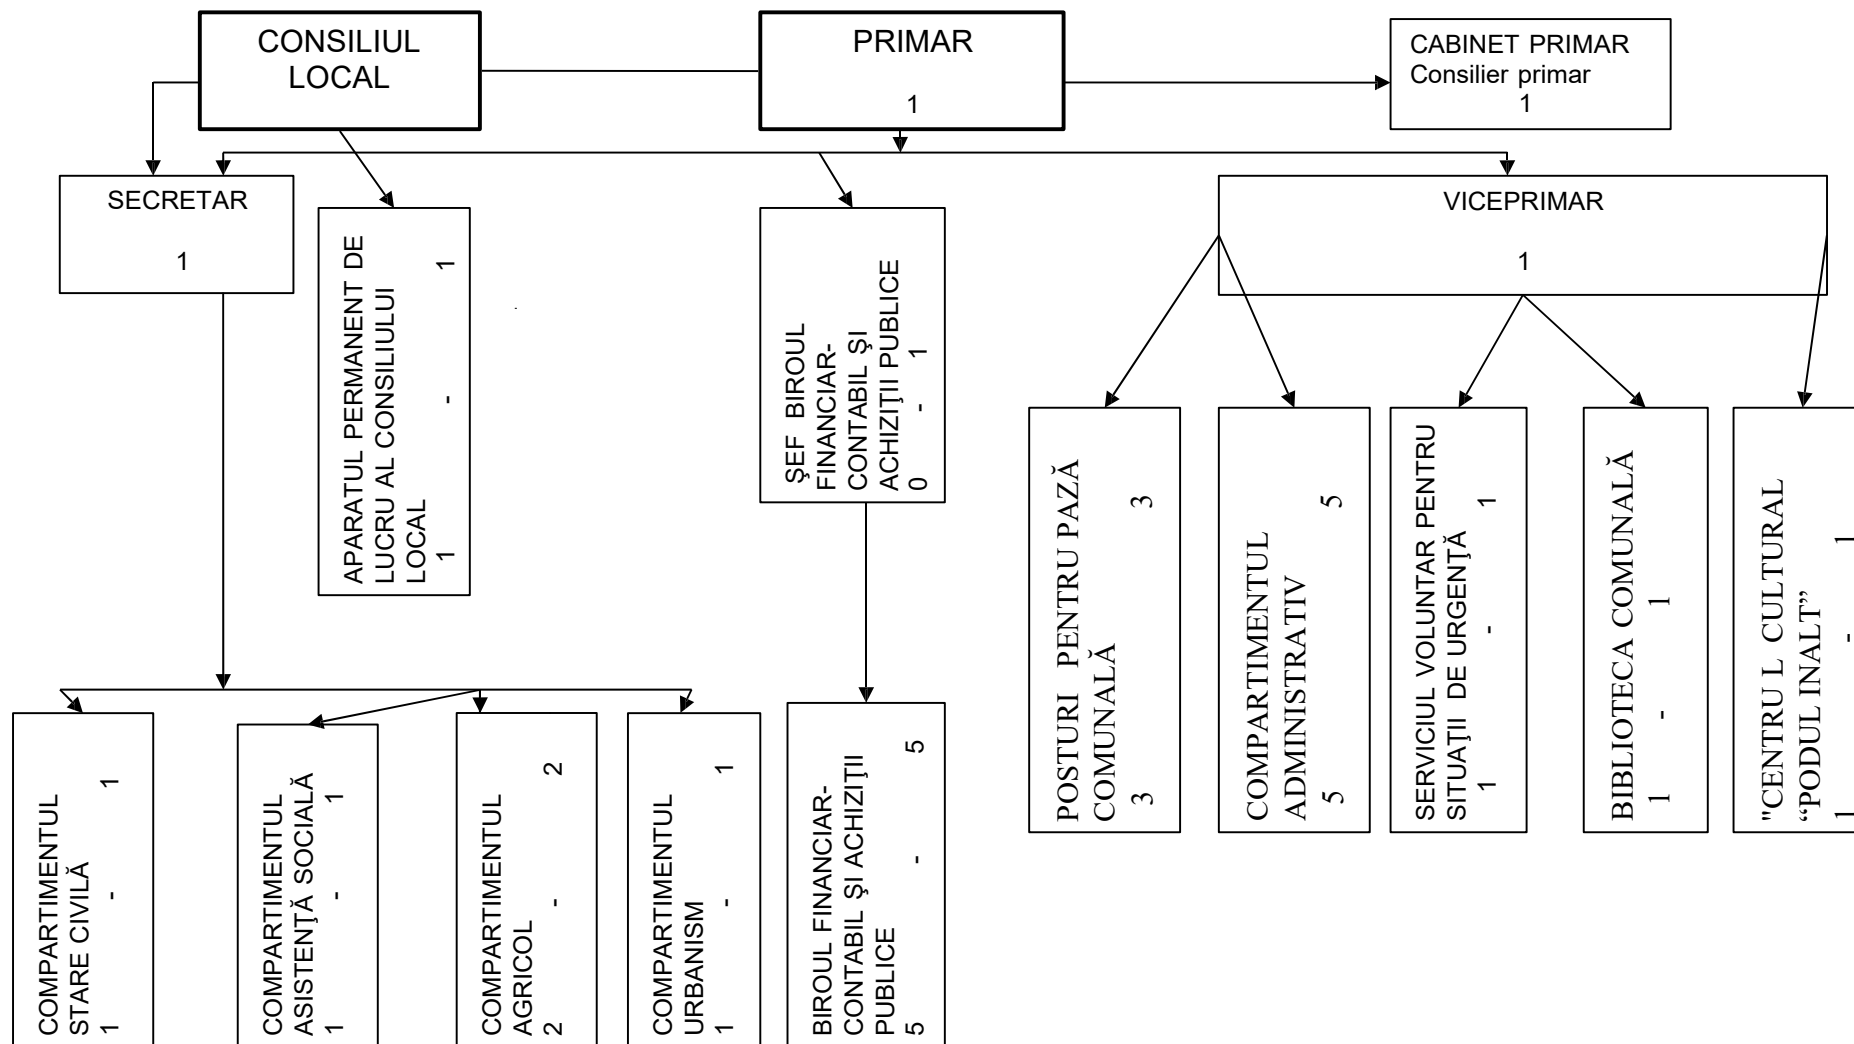 CONSILIUL
LOCAL
PRIMAR
1
CABINET PRIMAR
Consilier primar
1
SECRETAR
1
APARATUL PERMANENT DE
LUCRU AL CONSILIULUI
LOCAL
1 - 1
ŞEF BIROUL
FINANCIAR-
CONTABIL ŞI
ACHIZIŢII PUBLICE
0 - 1
VICEPRIMAR
1
POSTURI PENTRU PAZĂ
COMUNALĂ
3 3
COMPARTIMENTUL
ADMINISTRATIV
5 5
SERVICIUL VOLUNTAR PENTRU
SITUAŢII DE URGENŢĂ
1 - 1
BIBLIOTECA COMUNALĂ
1 - 1
"CENTRU L CULTURAL
“PODUL INALT”
1 - 1
COMPARTIMENTUL
STARE CIVILĂ
1 - 1
COMPARTIMENTUL
ASISTENŢĂ SOCIALĂ
1 - 1
COMPARTIMENTUL
AGRICOL
2 - 2
COMPARTIMENTUL
URBANISM
1 - 1
BIROUL FINANCIAR-
CONTABIL ŞI ACHIZIŢII
PUBLICE
5 - 5